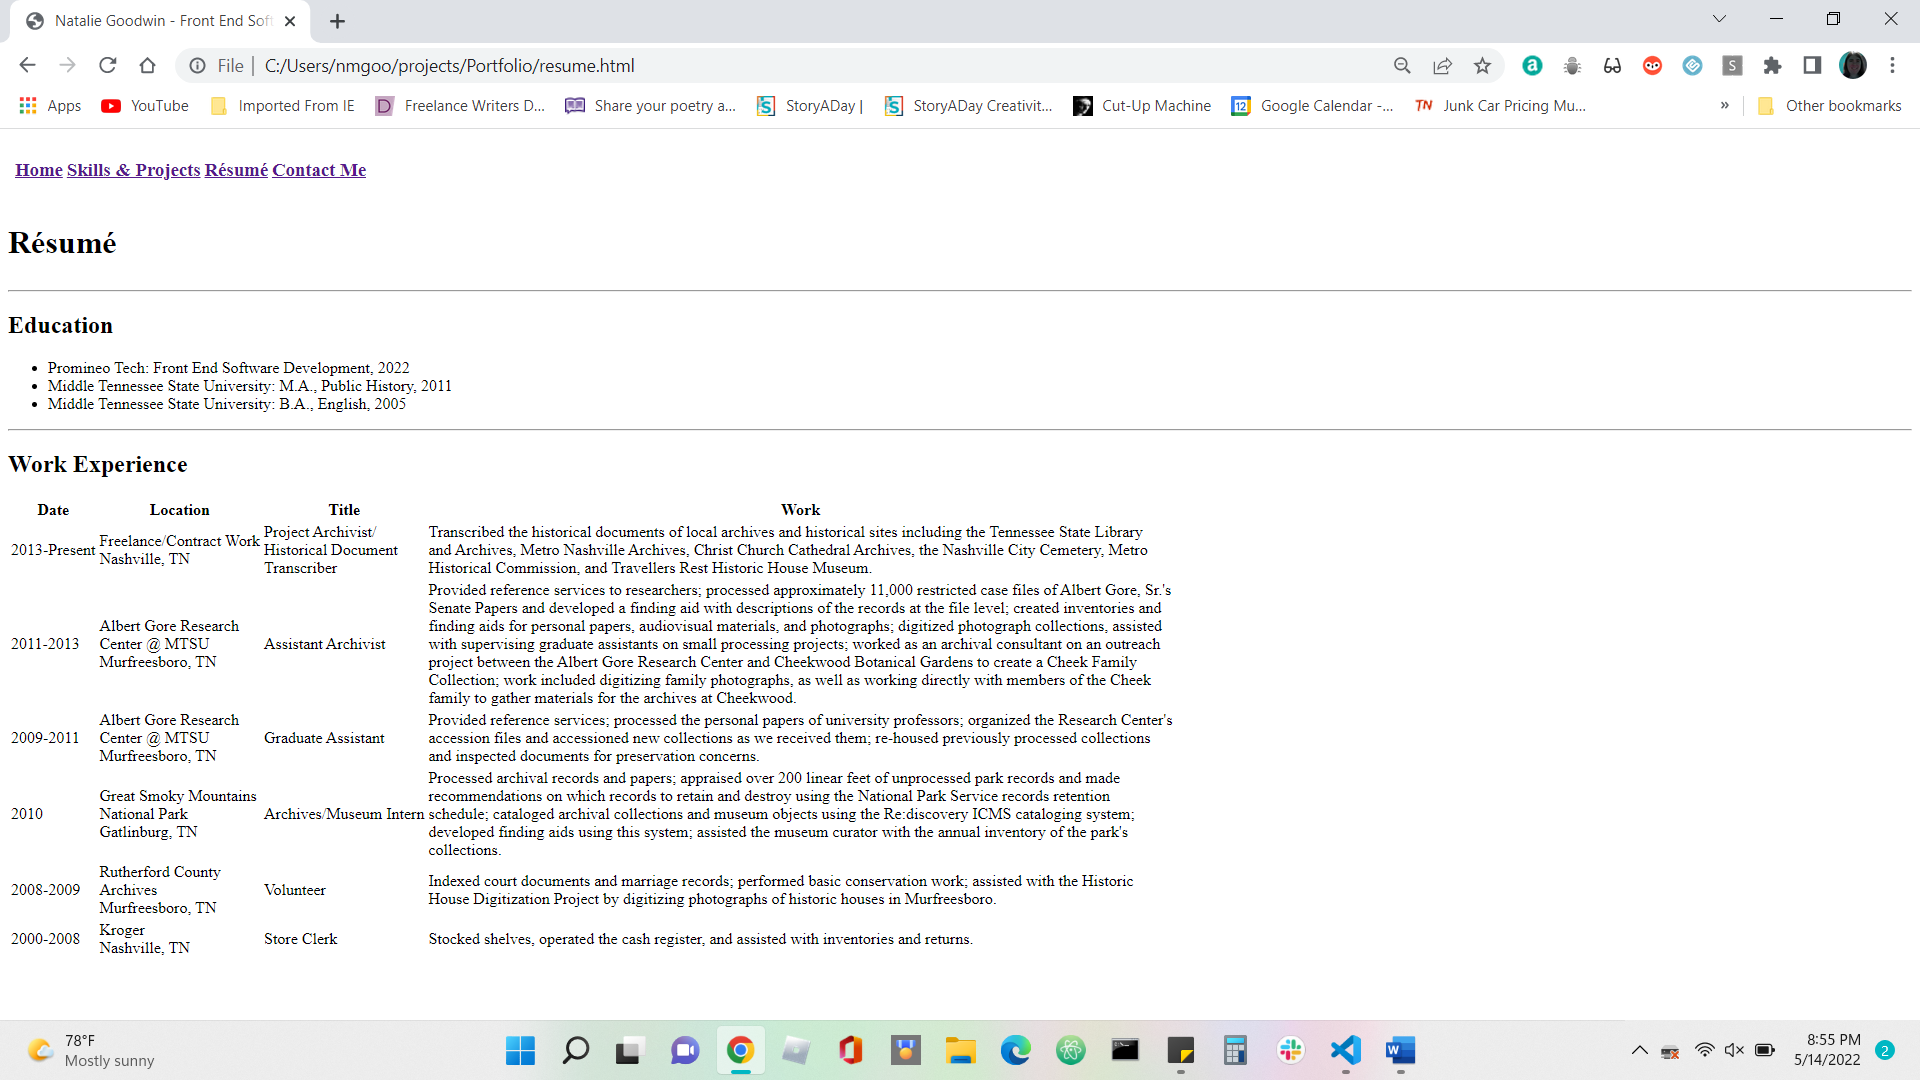 Natalie Goodwin - Front End Soft
File
C:/Users/nmgoo/projects/Portfolio/resume.html
Apps
YouTube
Imported From IE
Freelance Writers D...
Share your poetry a...
StoryADay |
StoryADay Creativit...
Cut-Up Machine
12
Google Calendar -...
TN
Junk Car Pricing Mu...
»
Other bookmarks
Home Skills & Projects Résumé Contact Me
Résumé
Education
• Promineo Tech: Front End Software Development, 2022
• Middle Tennessee State University: M.A., Public History, 2011
• Middle Tennessee State University: B.A., English, 2005
Work Experience
Date Location Title Work
2013-Present
Freelance/Contract Work
Nashville, TN
Project Archivist/
Historical Document
Transcriber
Transcribed the historical documents of local archives and historical sites including the Tennessee State Library
and Archives, Metro Nashville Archives, Christ Church Cathedral Archives, the Nashville City Cemetery, Metro
Historical Commission, and Travellers Rest Historic House Museum.
2011-2013
Albert Gore Research
Center @ MTSU
Murfreesboro, TN
Assistant Archivist
Provided reference services to researchers; processed approximately 11,000 restricted case files of Albert Gore, Sr.'s
Senate Papers and developed a finding aid with descriptions of the records at the file level; created inventories and
finding aids for personal papers, audiovisual materials, and photographs; digitized photograph collections, assisted
with supervising graduate assistants on small processing projects; worked as an archival consultant on an outreach
project between the Albert Gore Research Center and Cheekwood Botanical Gardens to create a Cheek Family
Collection; work included digitizing family photographs, as well as working directly with members of the Cheek
family to gather materials for the archives at Cheekwood.
2009-2011
Albert Gore Research
Center @ MTSU
Murfreesboro, TN
Graduate Assistant
Provided reference services; processed the personal papers of university professors; organized the Research Center's
accession files and accessioned new collections as we received them; re-housed previously processed collections
and inspected documents for preservation concerns.
2010
Great Smoky Mountains
National Park
Gatlinburg, TN
Archives/Museum Intern
Processed archival records and papers; appraised over 200 linear feet of unprocessed park records and made
recommendations on which records to retain and destroy using the National Park Service records retention
schedule; cataloged archival collections and museum objects using the Re:discovery ICMS cataloging system;
developed finding aids using this system; assisted the museum curator with the annual inventory of the park's
collections.
2008-2009
Rutherford County
Archives
Murfreesboro, TN
Volunteer
Indexed court documents and marriage records; performed basic conservation work; assisted with the Historic
House Digitization Project by digitizing photographs of historic houses in Murfreesboro.
2000-2008
Kroger
Nashville, TN
Store Clerk
Stocked shelves, operated the cash register, and assisted with inventories and returns.
78°F
Mostly sunny
8:55 PM
5/14/2022
2